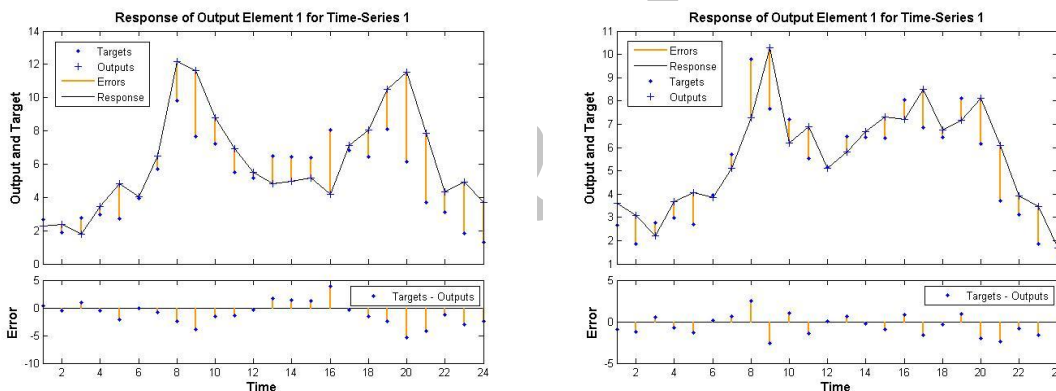 Response of Output Element 1 for Time-Series 1
14
12
10
8
6
4
2
0
Output and Target
Targets
Outputs
Errors
Response
5
0
-5
-10
Error
Targets - Outputs
2 4 6 8 10 12 14 16 18 20 22 24
Time
Response of Output Element 1 for Time-Series 1
11
10
9
8
7
6
5
4
3
2
1
Output and Target
Errors
Response
Targets
Outputs
5
0
-5
Error
Targets - Outputs
2 4 6 8 10 12 14 16 18 20 22
Time